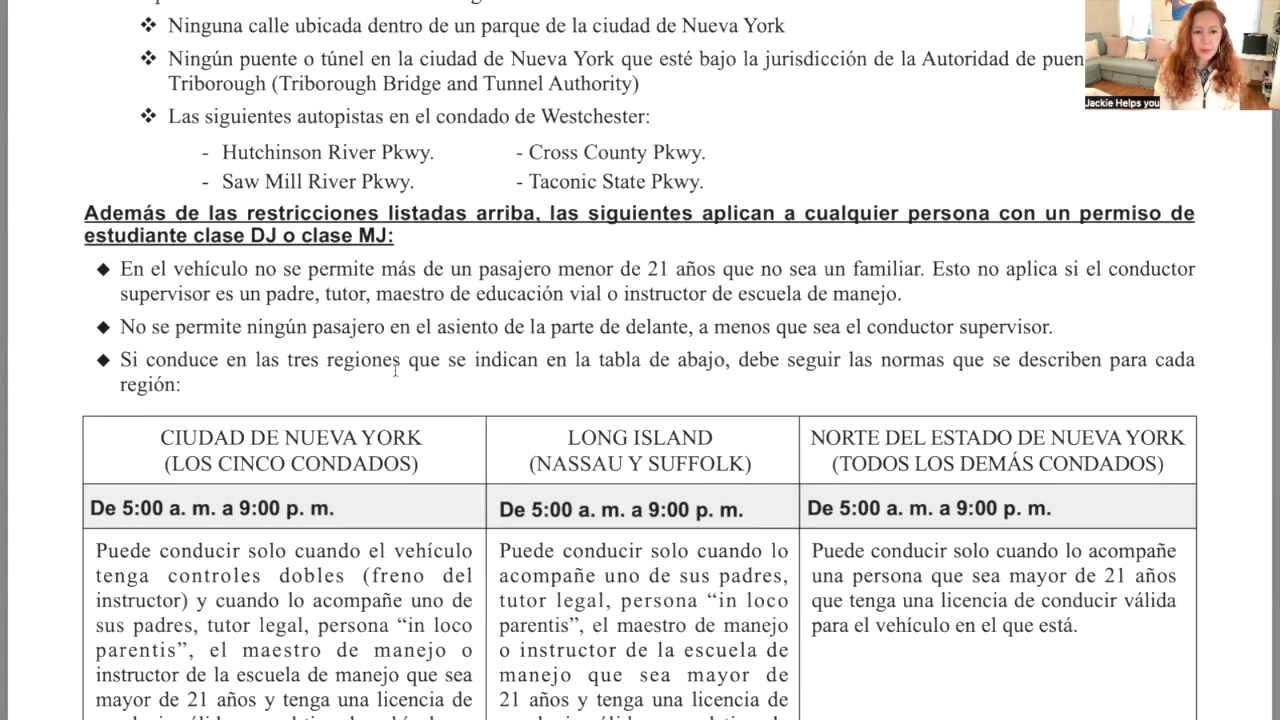 ❖ Ninguna calle ubicada dentro de un parque de la ciudad de Nueva York
❖ Ningún puente o túnel en la ciudad de Nueva York que esté bajo la jurisdicción de la Autoridad de puen
Triborough (Triborough Bridge and Tunnel Authority)
❖ Las siguientes autopistas en el condado de Westchester:
- Hutchinson River Pkwy. - Cross County Pkwy.
- Saw Mill River Pkwy. - Taconic State Pkwy.
Además de las restricciones listadas arriba, las siguientes aplican a cualquier persona con un permiso de
estudiante clase DJ o clase MJ:
◆ En el vehículo no se permite más de un pasajero menor de 21 años que no sea un familiar. Esto no aplica si el conductor
supervisor es un padre, tutor, maestro de educación vial o instructor de escuela de manejo.
◆ No se permite ningún pasajero en el asiento de la parte de delante, a menos que sea el conductor supervisor.
◆ Si conduce en las tres regiones que se indican en la tabla de abajo, debe seguir las normas que se describen para cada
región:
CIUDAD DE NUEVA YORK
(LOS CINCO CONDADOS)
LONG ISLAND
(NASSAU Y SUFFOLK)
NORTE DEL ESTADO DE NUEVA YORK
(TODOS LOS DEMÁS CONDADOS)
De 5:00 a. m. a 9:00 p. m.
De 5:00 a. m. a 9:00 p. m.
De 5:00 a. m. a 9:00 p. m.
Puede conducir solo cuando el vehículo
tenga controles dobles (freno del
instructor) y cuando lo acompañe uno de
sus padres, tutor legal, persona “in loco
parentis”, el maestro de manejo o
instructor de la escuela de manejo que sea
mayor de 21 años y tenga una licencia de
Puede conducir solo cuando lo
acompañe uno de sus padres,
tutor legal, persona “in loco
parentis”, el maestro de manejo
o instructor de la escuela de
manejo que sea mayor de
21 años y tenga una licencia de
Puede conducir solo cuando lo acompañe
una persona que sea mayor de 21 años
que tenga una licencia de conducir válida
para el vehículo en el que está.
Jackie Helps you